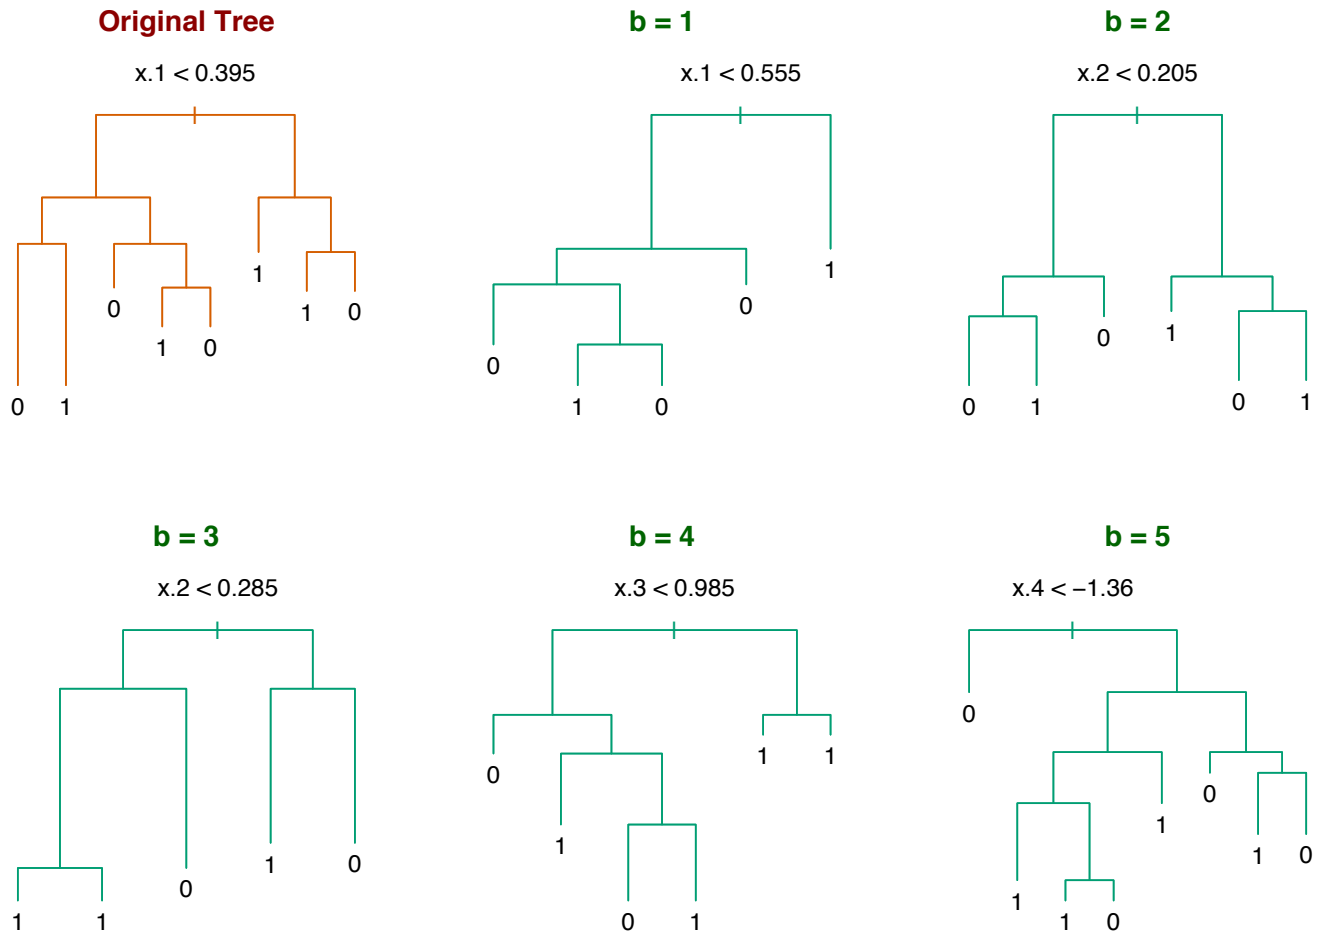 Original Tree
x.1 < 0.395
1
0
1 0
1 0
0 1
b = 1
x.1 < 0.555
1
0
0
1 0
b = 2
x.2 < 0.205
0 1
0 1
0 1
b = 3
x.2 < 0.285
1 0
0
1 1
b = 4
x.3 < 0.985
1 1
0
1
0 1
b = 5
x.4 < −1.36
0
0
1
1 0
1
1 0